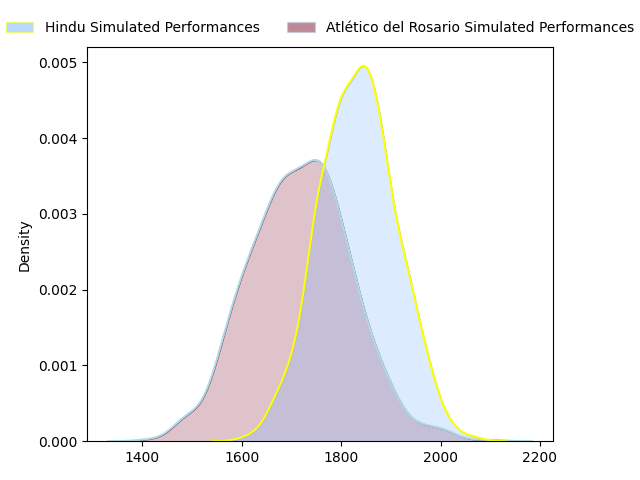 Hindu Simulated Performances
Atlético del Rosario Simulated Performances
0.005
0.004
0.003
0.002
0.001
0.000
Density
1400 1600 1800 2000 2200